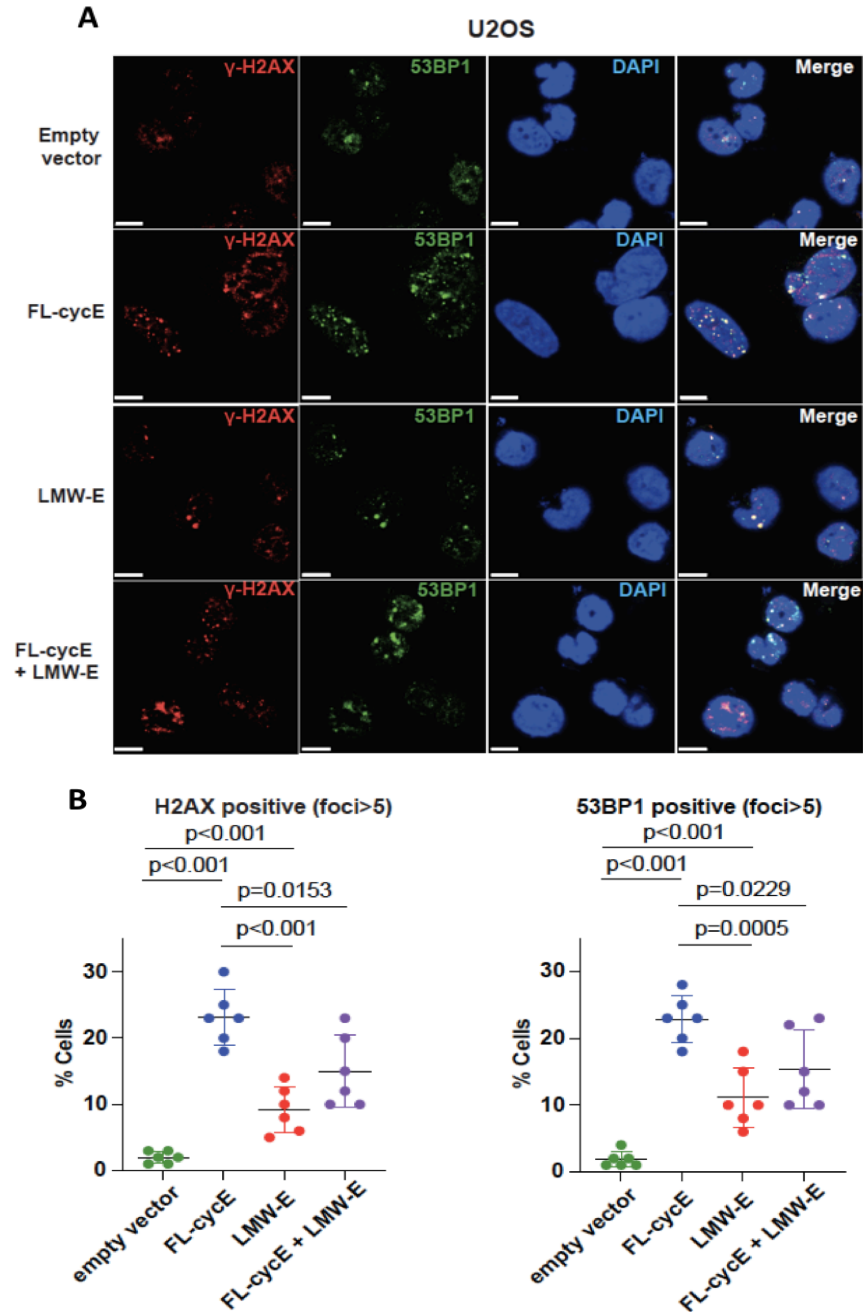 A
U2OS
γ-H2AX 53BP1 DAPI Merge
Empty
vector
γ-H2AX 53BP1 DAPI Merge
FL-cycE
γ-H2AX 53BP1 DAPI Merge
LMW-E
γ-H2AX 53BP1 DAPI Merge
FL-cycE
+ LMW-E
B
H2AX positive (foci>5)
p<0.001
p<0.001
p=0.0153
p<0.001
% Cells
30
20
10
0
empty vector
FL-cycE
LMW-E
FL-cycE + LMW-E
53BP1 positive (foci>5)
p<0.001
p<0.001
p=0.0229
p=0.0005
% Cells
30
20
10
0
empty vector
FL-cycE
LMW-E
FL-cycE + LMW-E